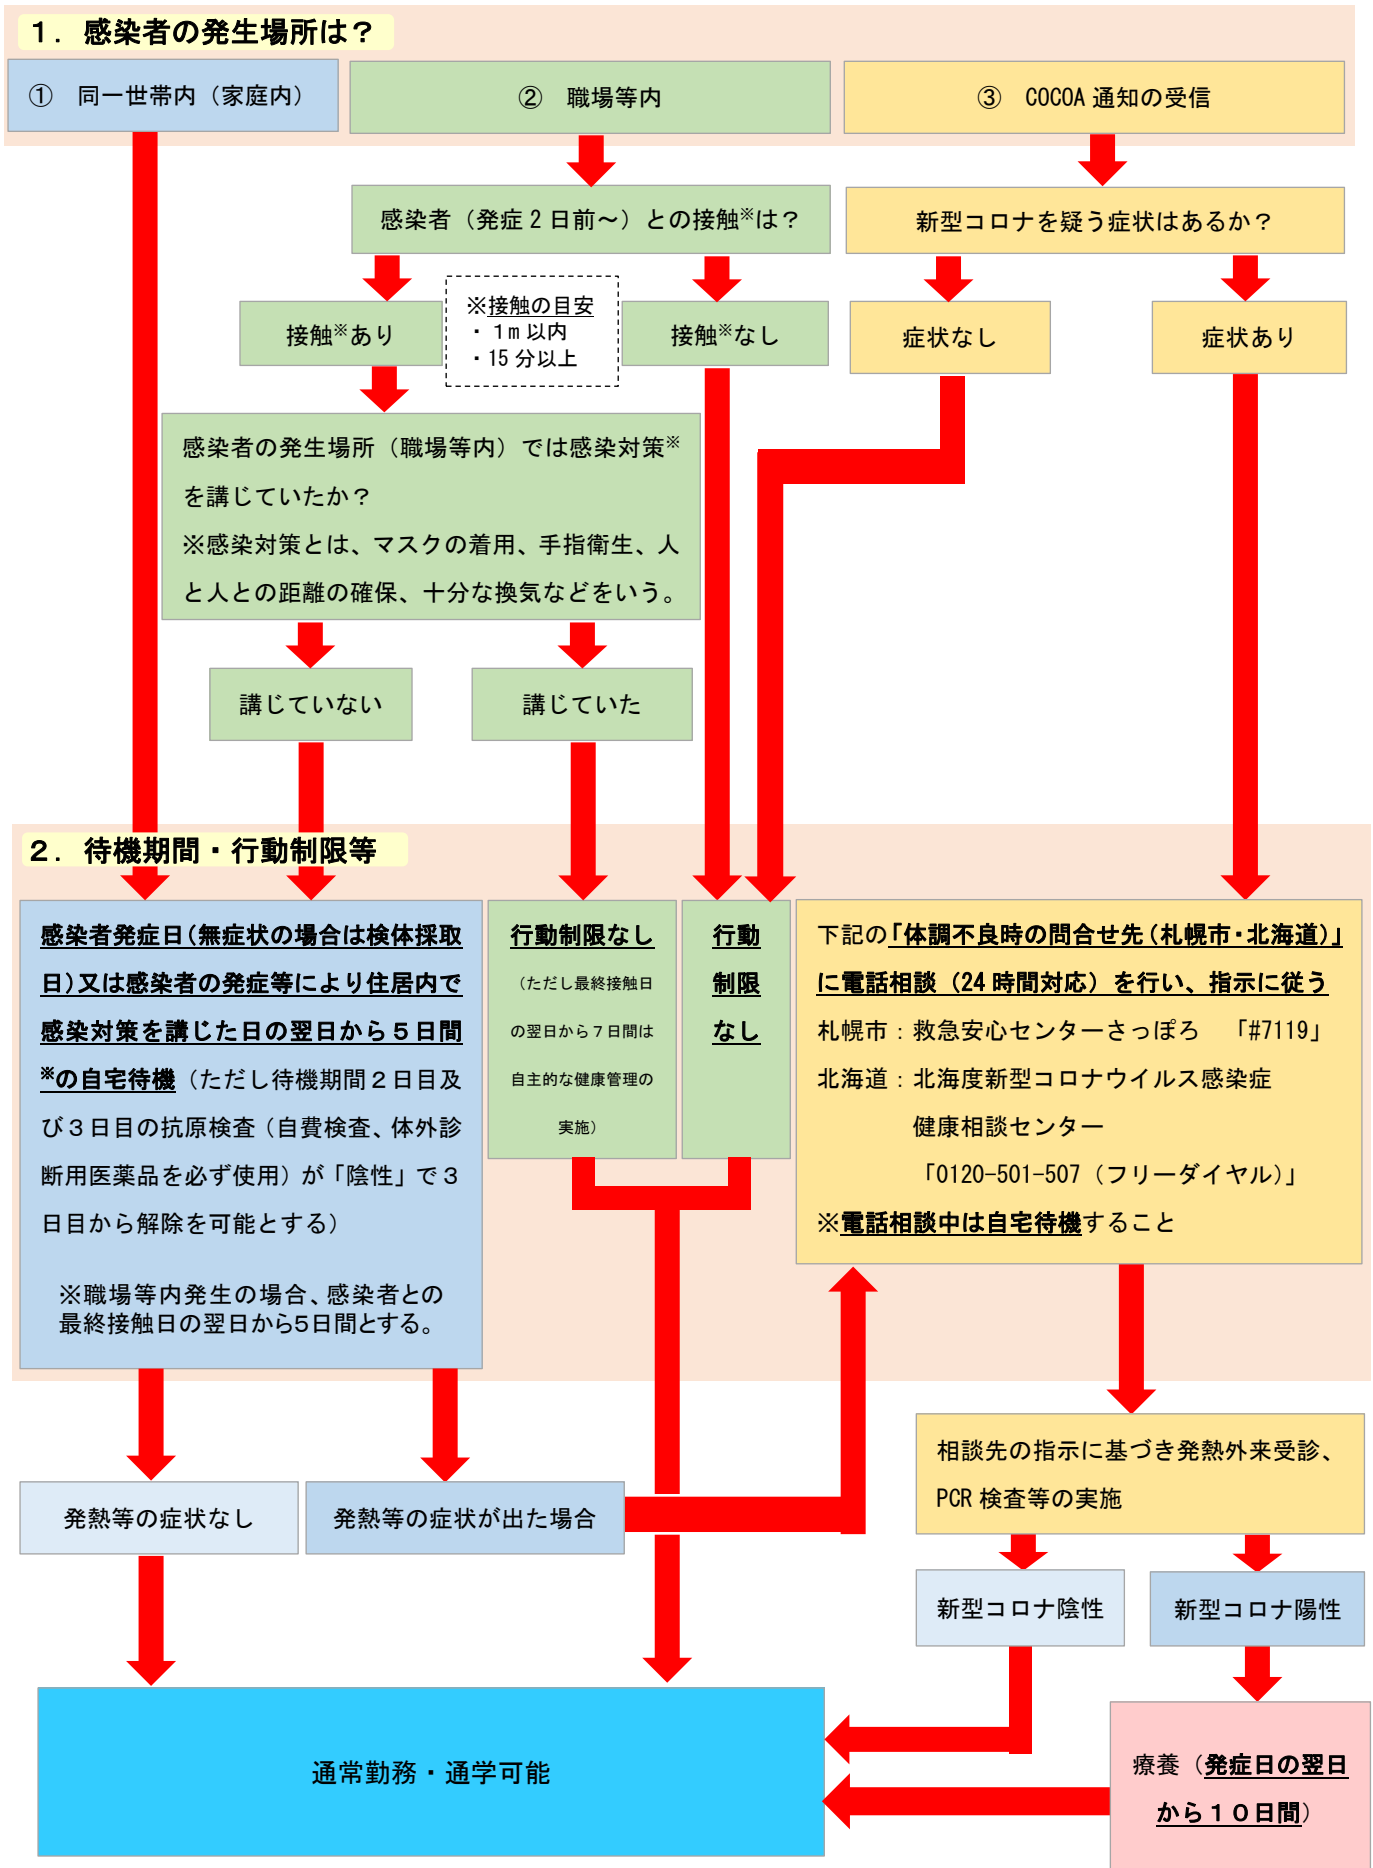 １．感染者の発生場所は？
① 同一世帯内（家庭内）
② 職場等内
③ COCOA 通知の受信
感染者（発症 2 日前～）との接触※は？
新型コロナを疑う症状はあるか？
接触※あり
※接触の目安
・ 1m 以内
・15 分以上
接触※なし
症状なし
症状あり
感染者の発生場所（職場等内）では感染対策※
を講じていたか？
※感染対策とは、マスクの着用、手指衛生、人
と人との距離の確保、十分な換気などをいう。
講じていない
講じていた
２．待機期間・行動制限等
感染者発症日（無症状の場合は検体採取
日）又は感染者の発症等により住居内で
感染対策を講じた日の翌日から５日間
※の自宅待機（ただし待機期間２日目及
び３日目の抗原検査（自費検査、体外診
断用医薬品を必ず使用）が「陰性」で３
日目から解除を可能とする）
※職場等内発生の場合、感染者との
最終接触日の翌日から5日間とする。
行動制限なし
（ただし最終接触日
の翌日から７日間は
自主的な健康管理の
実施）
行動
制限
なし
下記の「体調不良時の問合せ先（札幌市・北海道）」
に電話相談（24 時間対応）を行い、指示に従う
札幌市：救急安心センターさっぽろ 「#7119」
北海道：北海度新型コロナウイルス感染症
健康相談センター
「0120-501-507（フリーダイヤル）」
※電話相談中は自宅待機すること
相談先の指示に基づき発熱外来受診、
PCR 検査等の実施
発熱等の症状なし
発熱等の症状が出た場合
新型コロナ陰性
新型コロナ陽性
通常勤務・通学可能
療養（発症日の翌日
から１０日間）